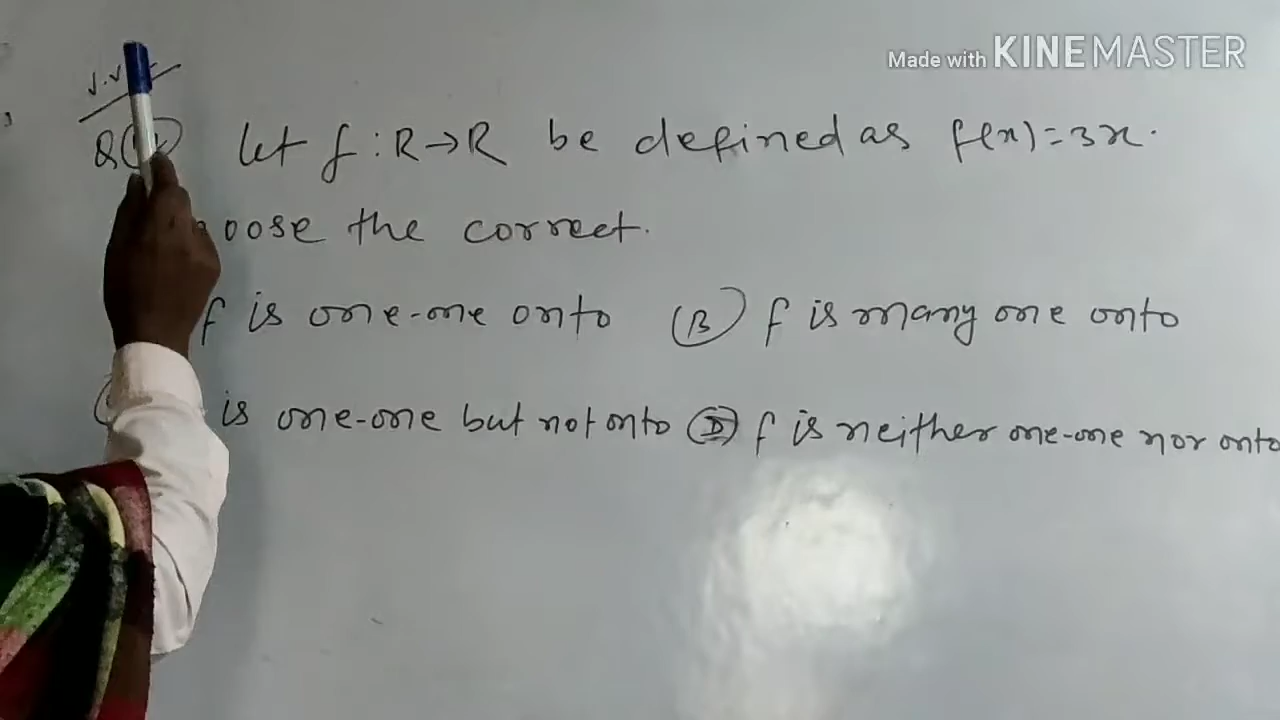 Made with KINEMASTER
Let f : R → R be defined as f(x) = 3x.
the correct.
f is one-one onto (B) f is many one onto
is one-one but not onto (D) f is neither one-one nor onto